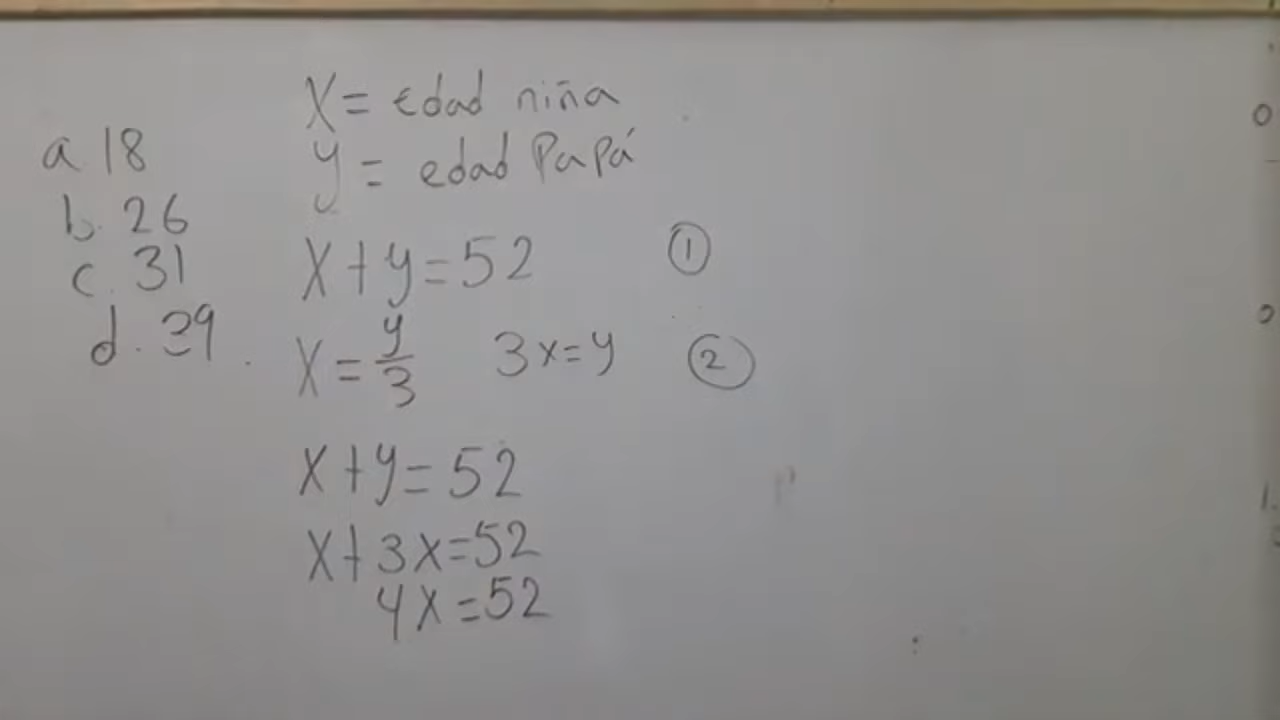 X = edad niña
y = edad Papá
a 18
b. 26
c. 31
d. 39.
X + y = 52 ①
X = y/3 3x = y ②
X + y = 52
X + 3x = 52
4x = 52